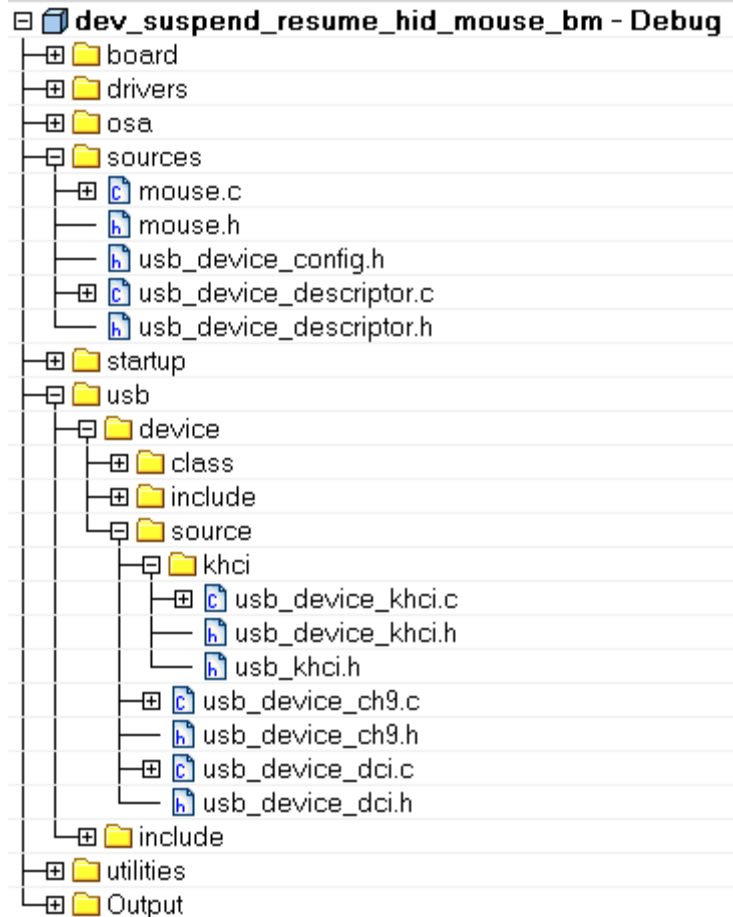 dev_suspend_resume_hid_mouse_bm - Debug
board
drivers
osa
sources
mouse.c
mouse.h
usb_device_config.h
usb_device_descriptor.c
usb_device_descriptor.h
startup
usb
device
class
include
source
khci
usb_device_khci.c
usb_device_khci.h
usb_khci.h
usb_device_ch9.c
usb_device_ch9.h
usb_device_dci.c
usb_device_dci.h
include
utilities
Output